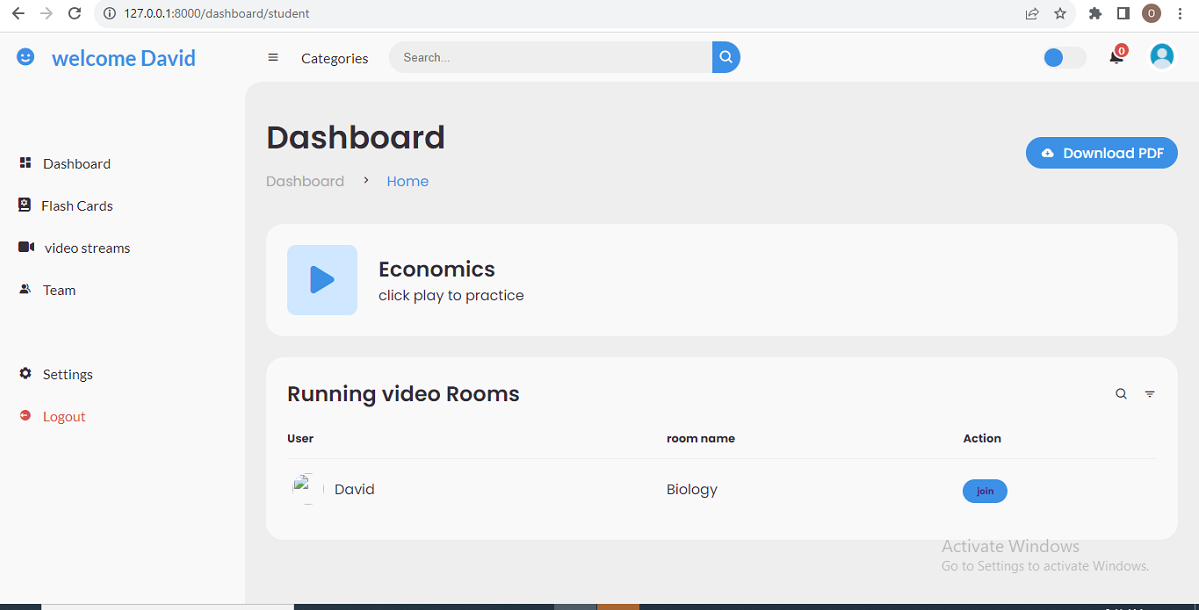 127.0.0.1:8000/dashboard/student
O
welcome David
Categories
Search...
0
Dashboard
Flash Cards
video streams
Team
Settings
Logout
Dashboard
Dashboard > Home
Download PDF
Economics
click play to practice
Running video Rooms
User room name Action
David Biology join
Activate Windows
Go to Settings to activate Windows.